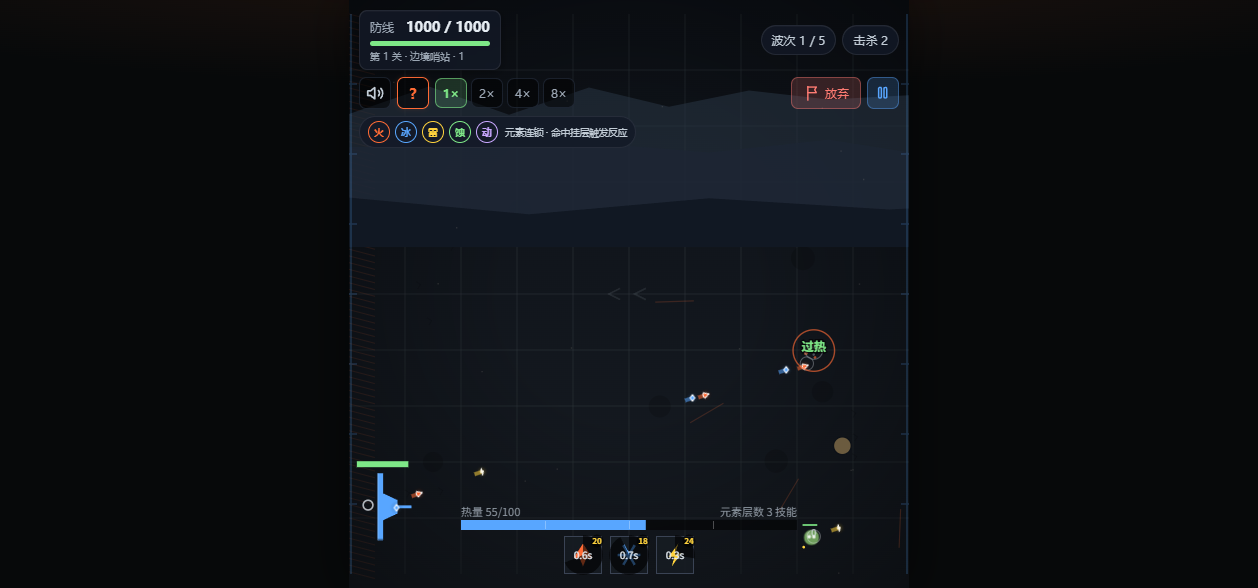 防线 1000 / 1000
第 1 关 · 边境哨站 · 1
波次 1 / 5
击杀 2
? 1× 2× 4× 8×
放弃
火 冰 雷 蚀 动 元素连锁 · 命中挂层触发反应
过热
热量 55/100
元素层数 3 技能
20 18 24
0.6s 0.7s